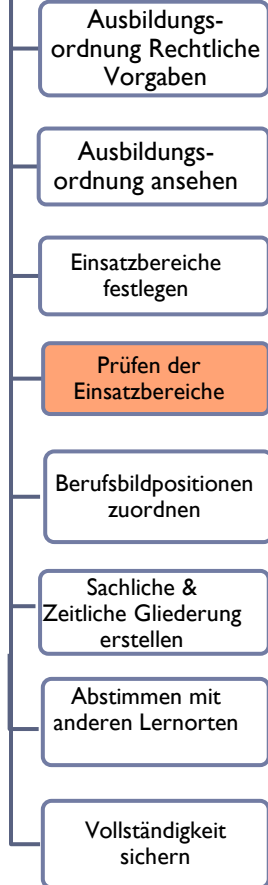 Ausbildungs-
ordnung Rechtliche
Vorgaben
Ausbildungs-
ordnung ansehen
Einsatzbereiche
festlegen
Prüfen der
Einsatzbereiche
Berufsbildpositionen
zuordnen
Sachliche &
Zeitliche Gliederung
erstellen
Abstimmen mit
anderen Lernorten
Vollständigkeit
sichern